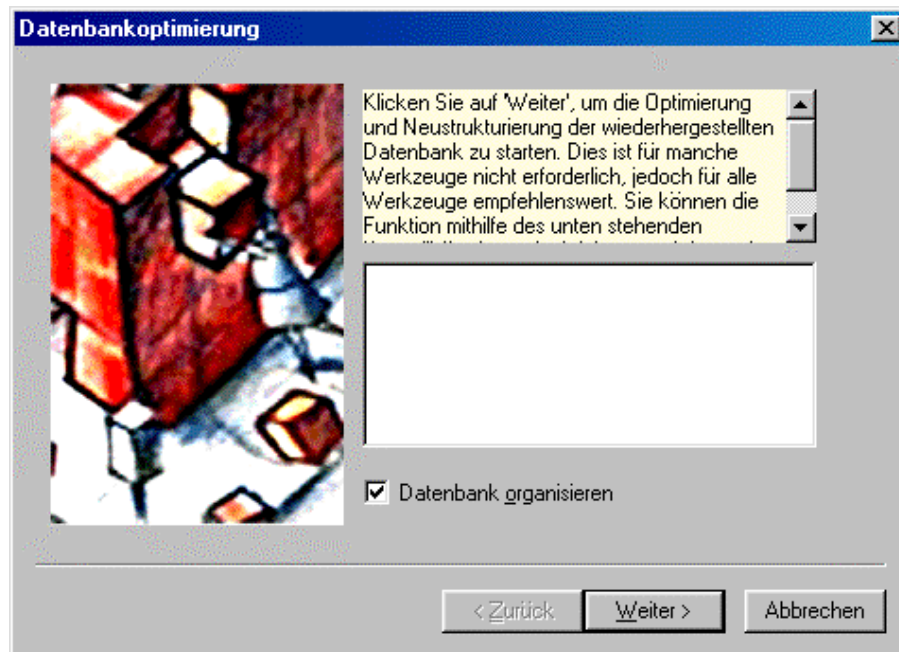 Datenbankoptimierung
Klicken Sie auf 'Weiter', um die Optimierung
und Neustrukturierung der wiederhergestellten
Datenbank zu starten. Dies ist für manche
Werkzeuge nicht erforderlich, jedoch für alle
Werkzeuge empfehlenswert. Sie können die
Funktion mithilfe des unten stehenden
Datenbank organisieren
< Zurück
Weiter >
Abbrechen